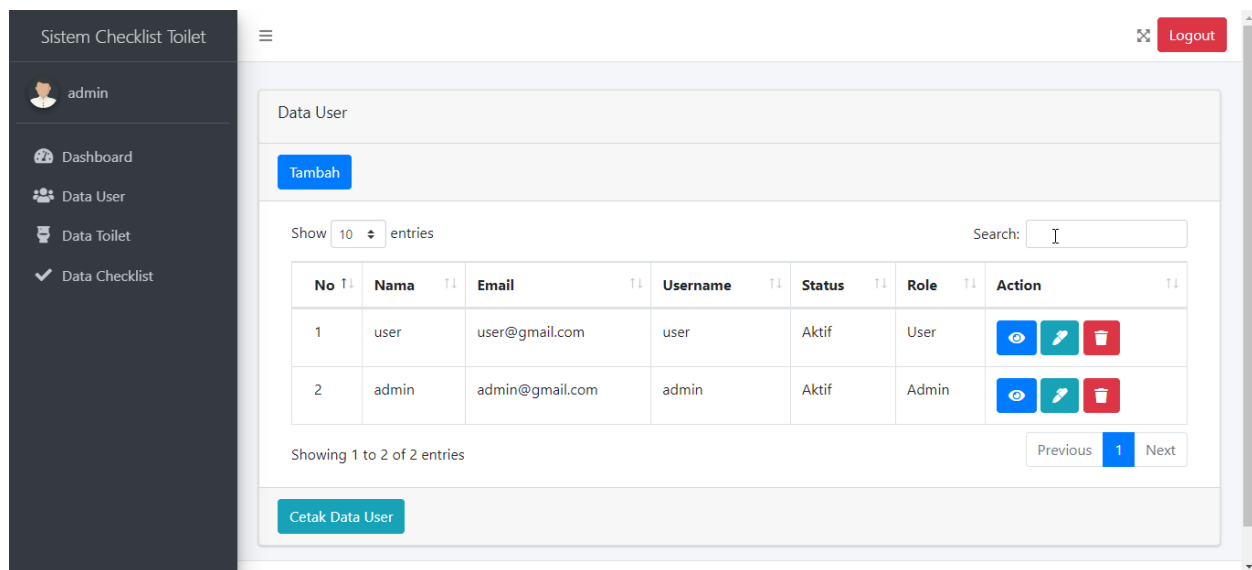 Sistem Checklist Toilet
Logout
admin
Dashboard
Data User
Data Toilet
Data Checklist
Data User
Tambah
Show 10 entries Search:
No Nama Email Username Status Role Action
1 user user@gmail.com user Aktif User
2 admin admin@gmail.com admin Aktif Admin
Showing 1 to 2 of 2 entries Previous 1 Next
Cetak Data User